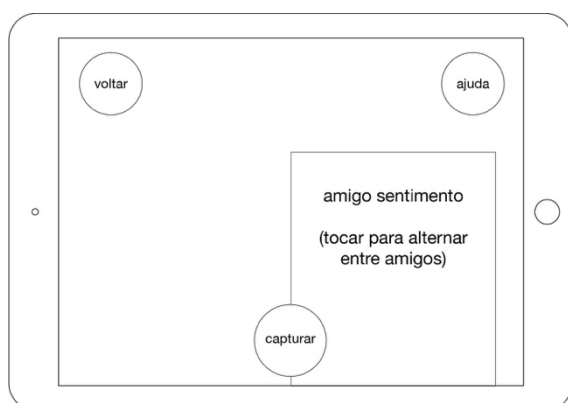 voltar
ajuda
amigo sentimento
(tocar para alternar
entre amigos)
capturar